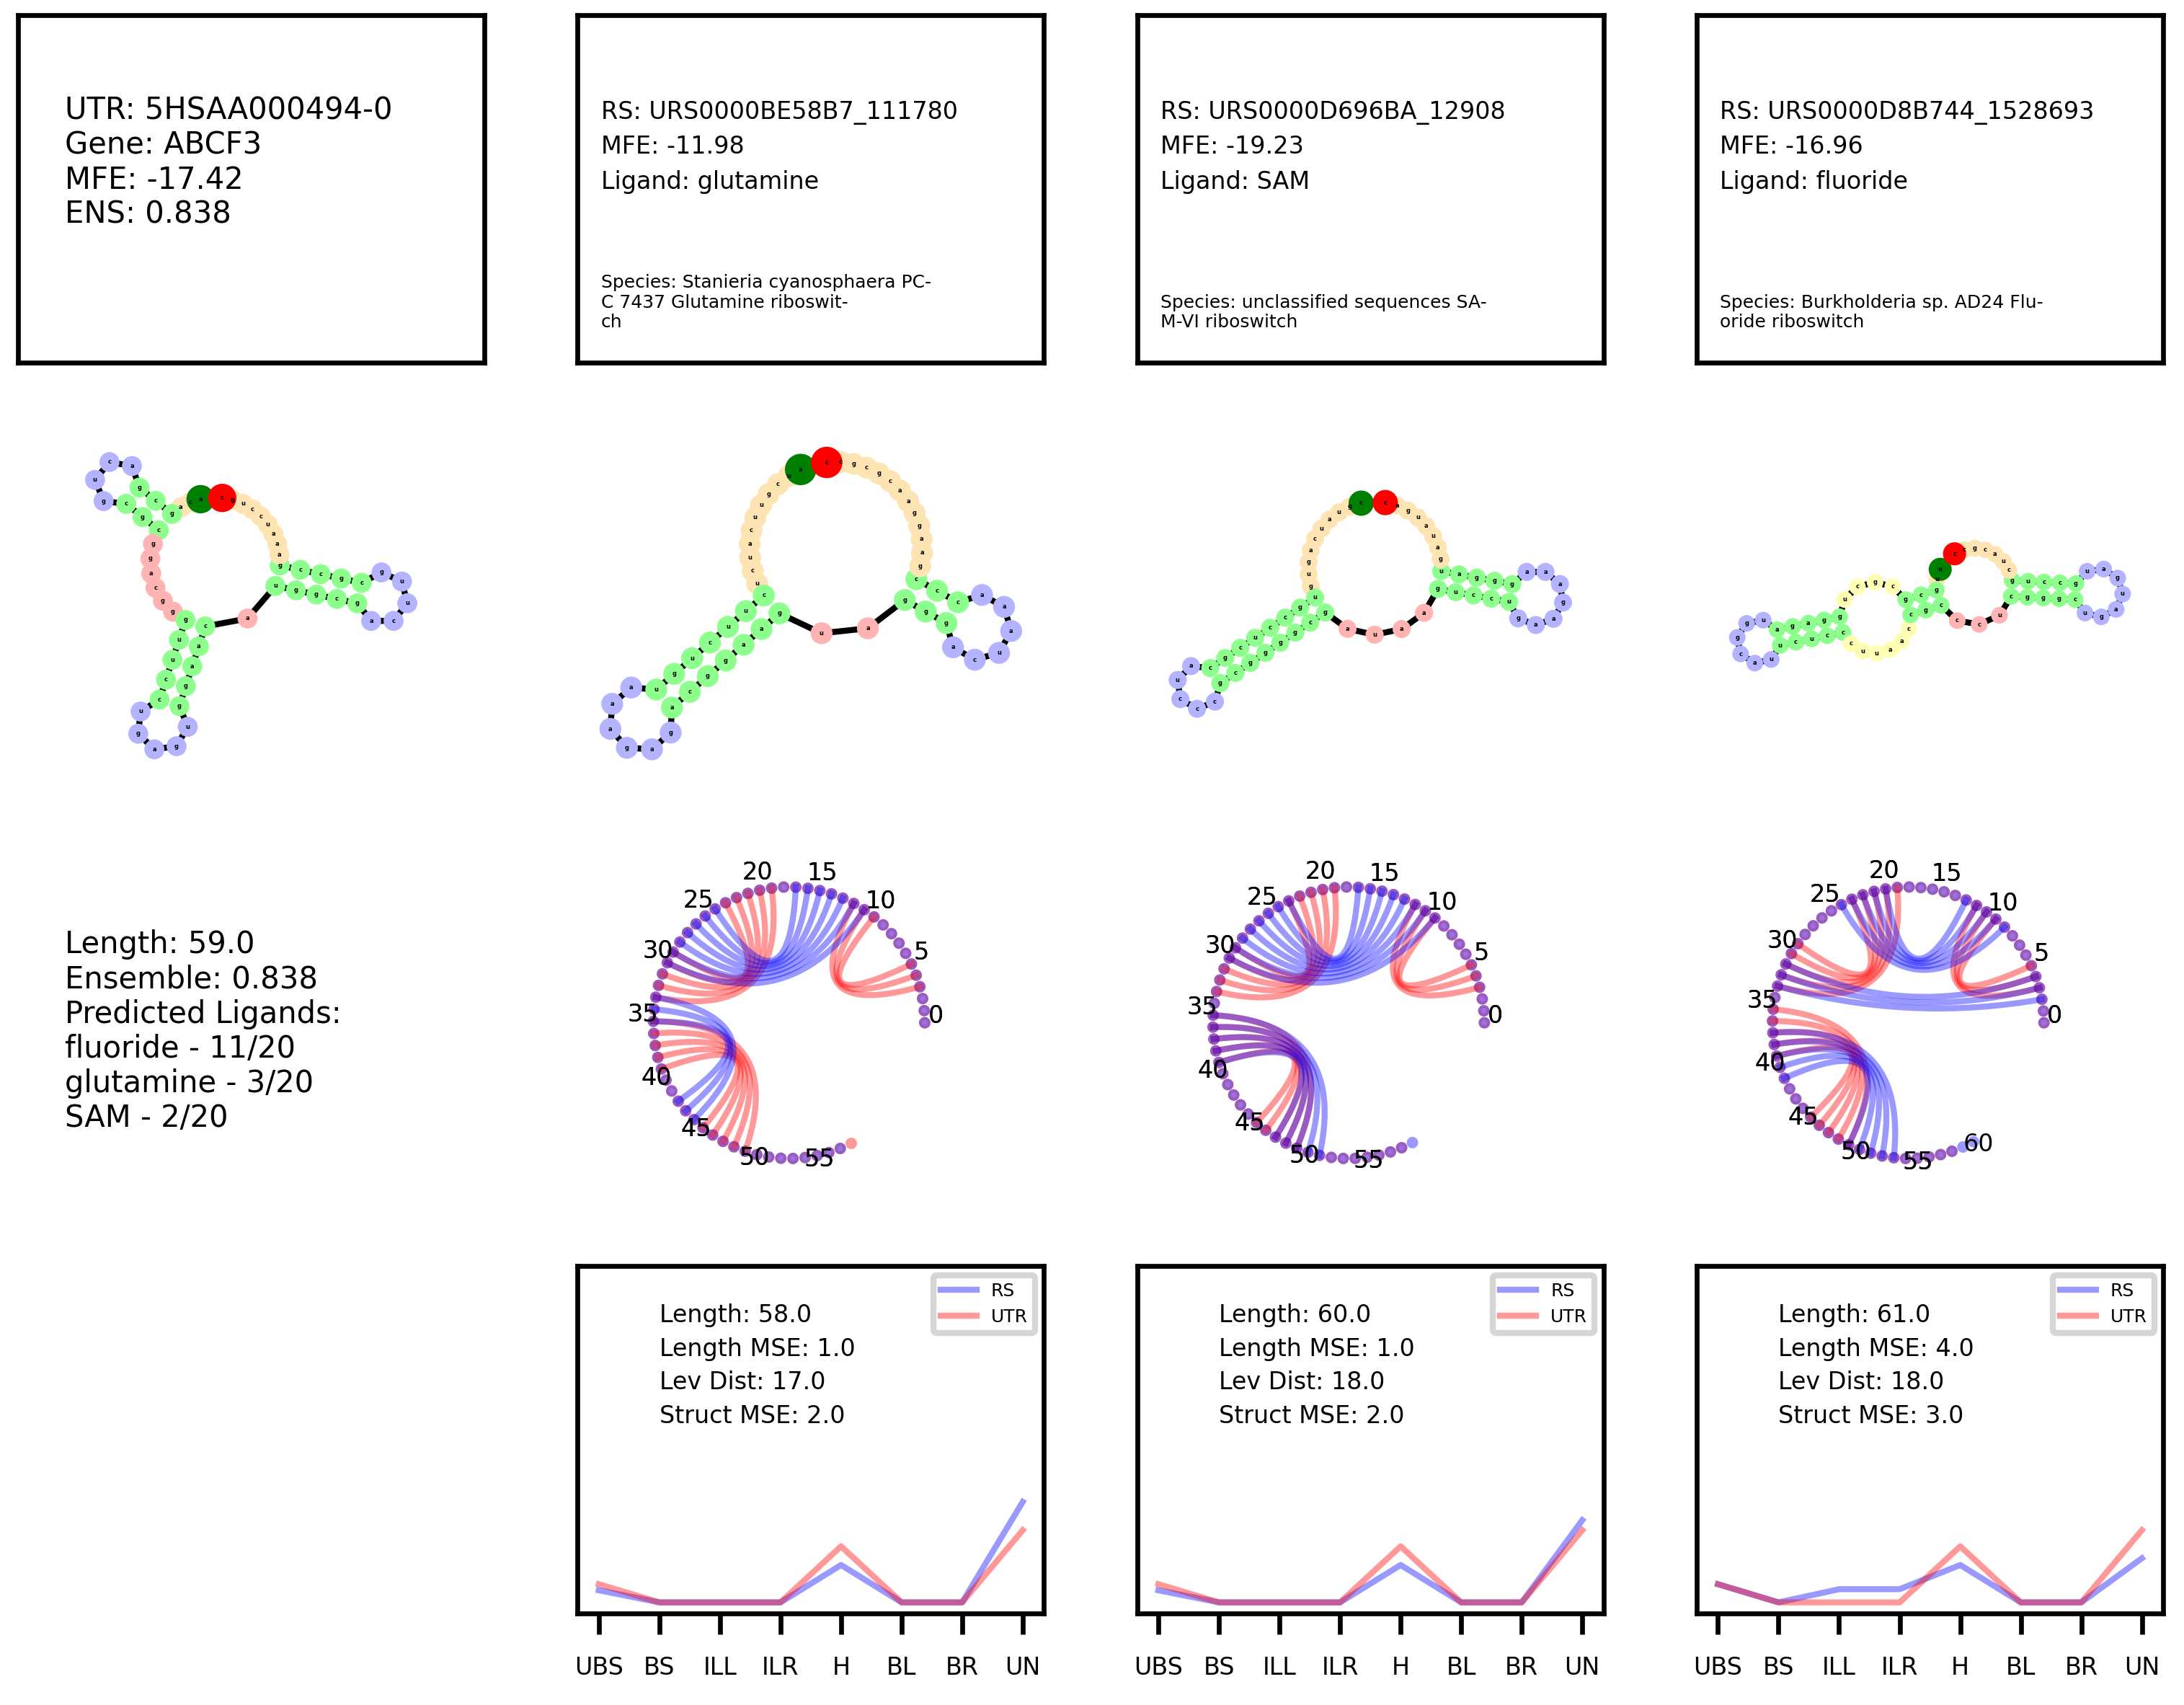 UTR: 5HSAA000494-0
Gene: ABCF3
MFE: -17.42
ENS: 0.838
RS: URS0000BE58B7_111780
MFE: -11.98
Ligand: glutamine
Species: Stanieria cyanosphaera PC-
C 7437 Glutamine riboswit-
ch
RS: URS0000D696BA_12908
MFE: -19.23
Ligand: SAM
Species: unclassified sequences SA-
M-VI riboswitch
RS: URS0000D8B744_1528693
MFE: -16.96
Ligand: fluoride
Species: Burkholderia sp. AD24 Flu-
oride riboswitch
Length: 59.0
Ensemble: 0.838
Predicted Ligands:
fluoride - 11/20
glutamine - 3/20
SAM - 2/20
0
5
10
15
20
25
30
35
40
45
50
55
0
5
10
15
20
25
30
35
40
45
50
55
0
5
10
15
20
25
30
35
40
45
50
55
60
RS
UTR
Length: 58.0
Length MSE: 1.0
Lev Dist: 17.0
Struct MSE: 2.0
UBS BS ILL ILR H BL BR UN
RS
UTR
Length: 60.0
Length MSE: 1.0
Lev Dist: 18.0
Struct MSE: 2.0
UBS BS ILL ILR H BL BR UN
RS
UTR
Length: 61.0
Length MSE: 4.0
Lev Dist: 18.0
Struct MSE: 3.0
UBS BS ILL ILR H BL BR UN